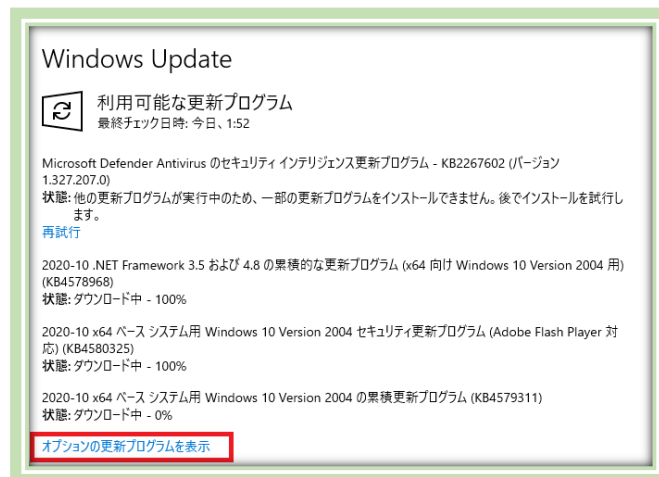 Windows Update
利用可能な更新プログラム
最終チェック日時: 今日、1:52
Microsoft Defender Antivirus のセキュリティ インテリジェンス更新プログラム - KB2267602 (バージョン
1.327.207.0)
状態: 他の更新プログラムが実行中のため、一部の更新プログラムをインストールできません。後でインストールを試行し
ます。
再試行
2020-10 .NET Framework 3.5 および 4.8 の累積的な更新プログラム (x64 向け Windows 10 Version 2004 用)
(KB4578968)
状態: ダウンロード中 - 100%
2020-10 x64 ベース システム用 Windows 10 Version 2004 セキュリティ更新プログラム (Adobe Flash Player 対
応) (KB4580325)
状態: ダウンロード中 - 100%
2020-10 x64 ベース システム用 Windows 10 Version 2004 の累積更新プログラム (KB4579311)
状態: ダウンロード中 - 0%
オプションの更新プログラムを表示